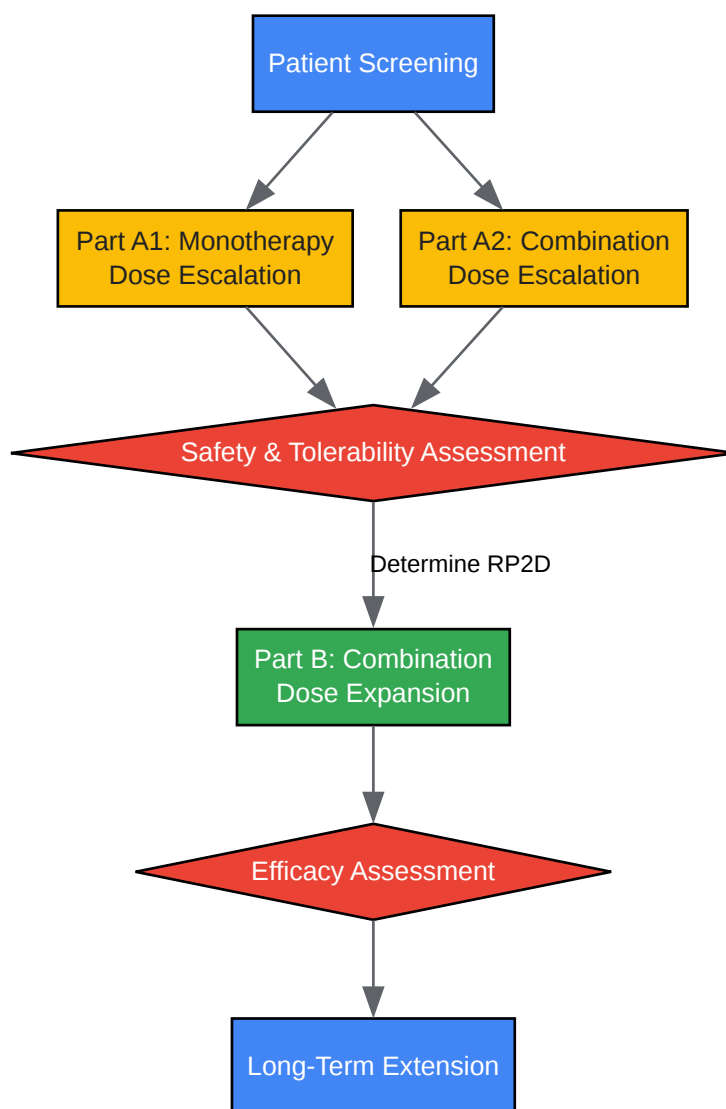 Patient Screening
Part A1: Monotherapy
Dose Escalation
Part A2: Combination
Dose Escalation
Safety & Tolerability Assessment
Determine RP2D
Part B: Combination
Dose Expansion
Efficacy Assessment
Long-Term Extension